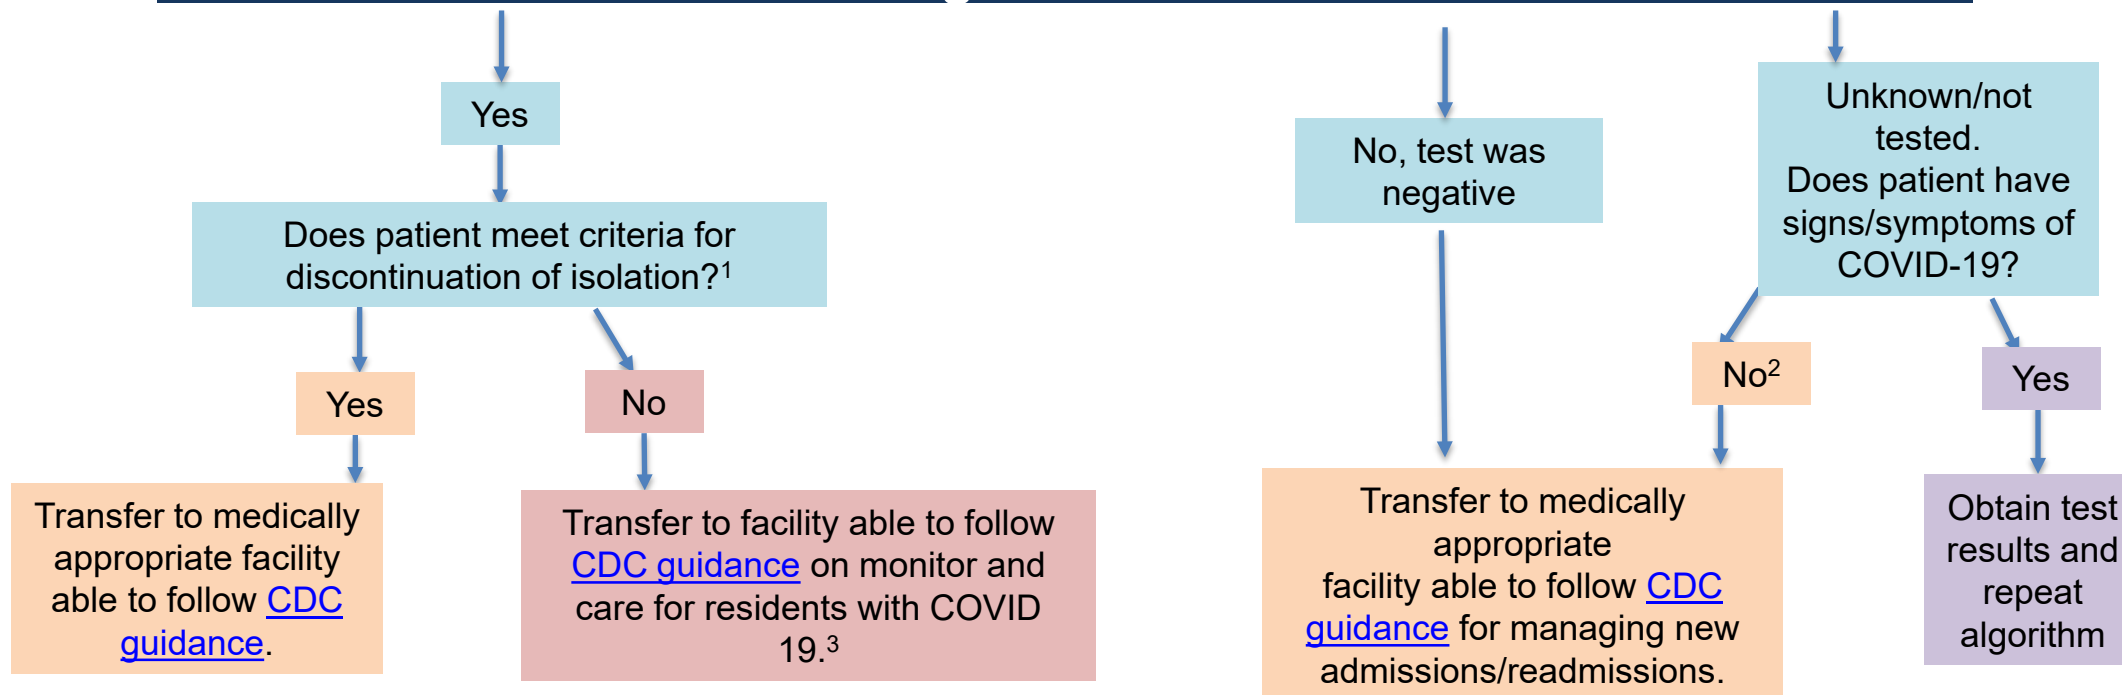 Yes
Does patient meet criteria for
discontinuation of isolation?¹
Yes
No
Transfer to medically
appropriate facility
able to follow CDC
guidance.
Transfer to facility able to follow
CDC guidance on monitor and
care for residents with COVID
19.³
No, test was
negative
Unknown/not
tested.
Does patient have
signs/symptoms of
COVID-19?
No²
Yes
Transfer to medically
appropriate
facility able to follow CDC
guidance for managing new
admissions/readmissions.
Obtain test
results and
repeat
algorithm